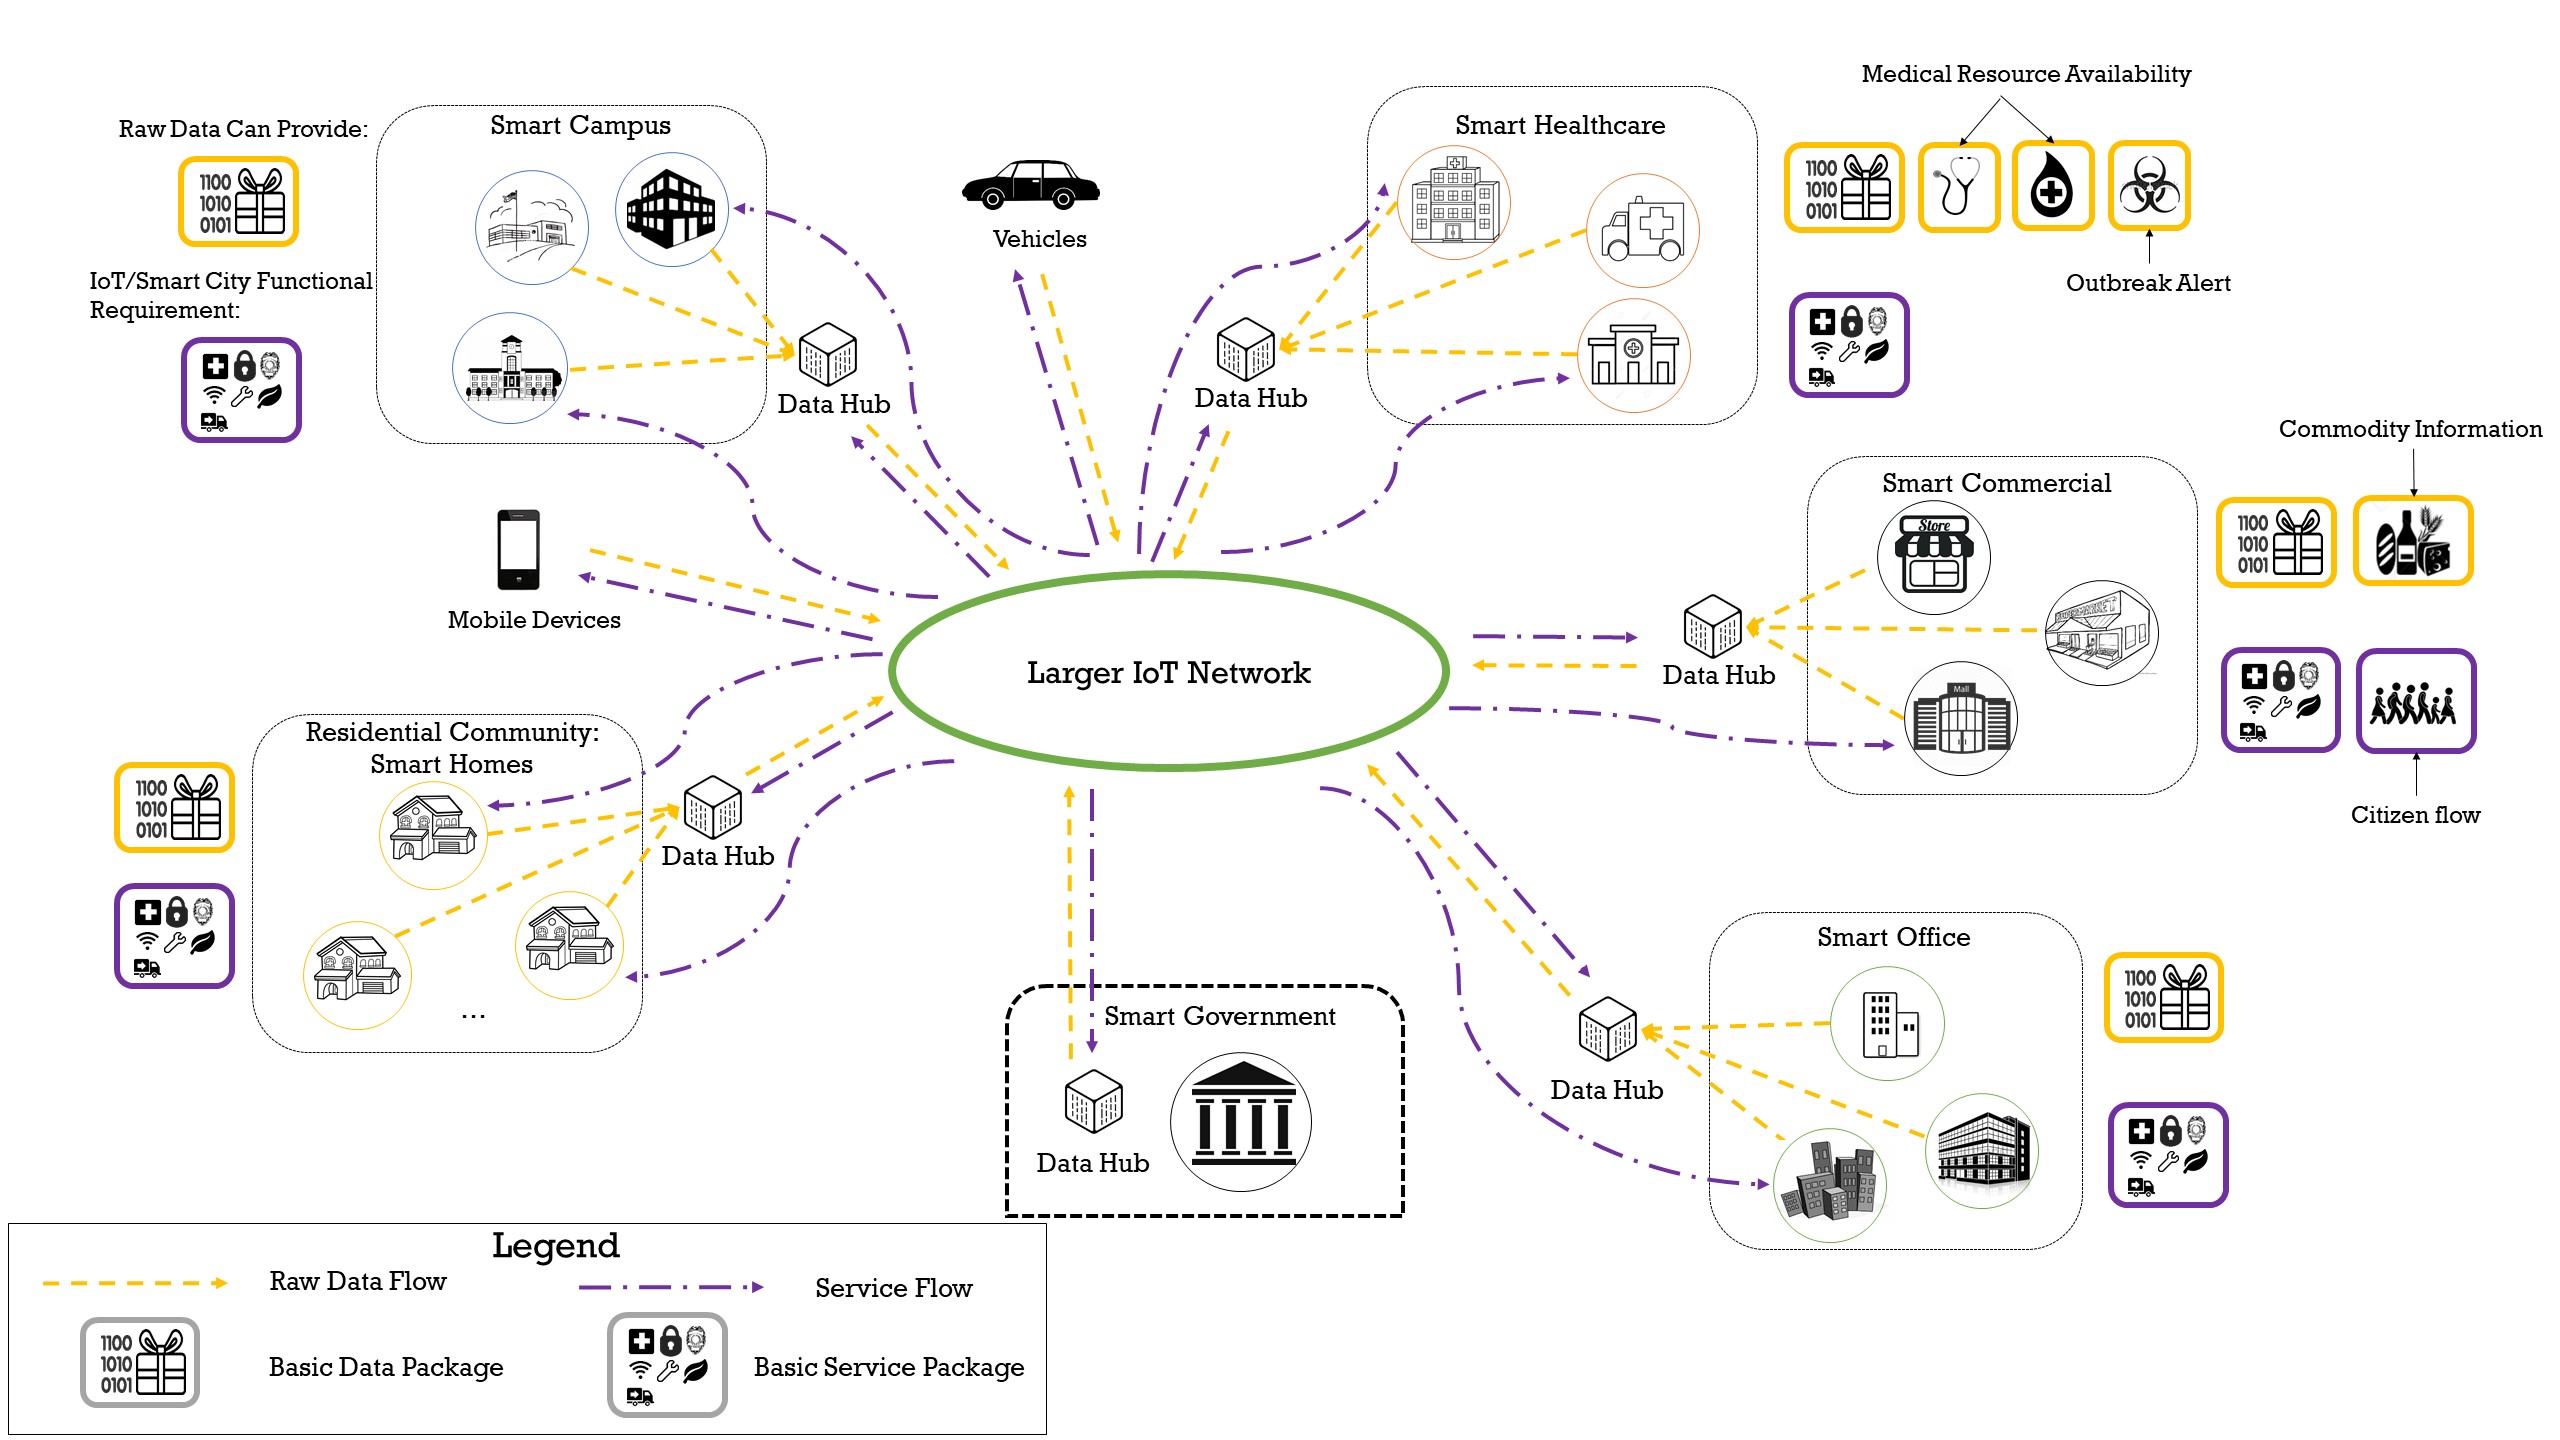 Medical Resource Availability
Raw Data Can Provide:
Smart Campus
Smart Healthcare
1100
1010
0101
1100
1010
0101
Vehicles
IoT/Smart City Functional
Requirement:
Outbreak Alert
Data Hub
Data Hub
Commodity Information
Smart Commercial
Store
1100
1010
0101
Mobile Devices
SUPERMARKET
Larger IoT Network
Data Hub
Mall
Residential Community:
Smart Homes
1100
1010
0101
Citizen flow
Data Hub
...
Smart Office
1100
1010
0101
Smart Government
Data Hub
Data Hub
Legend
Raw Data Flow
Service Flow
1100
1010
0101
Basic Data Package
Basic Service Package